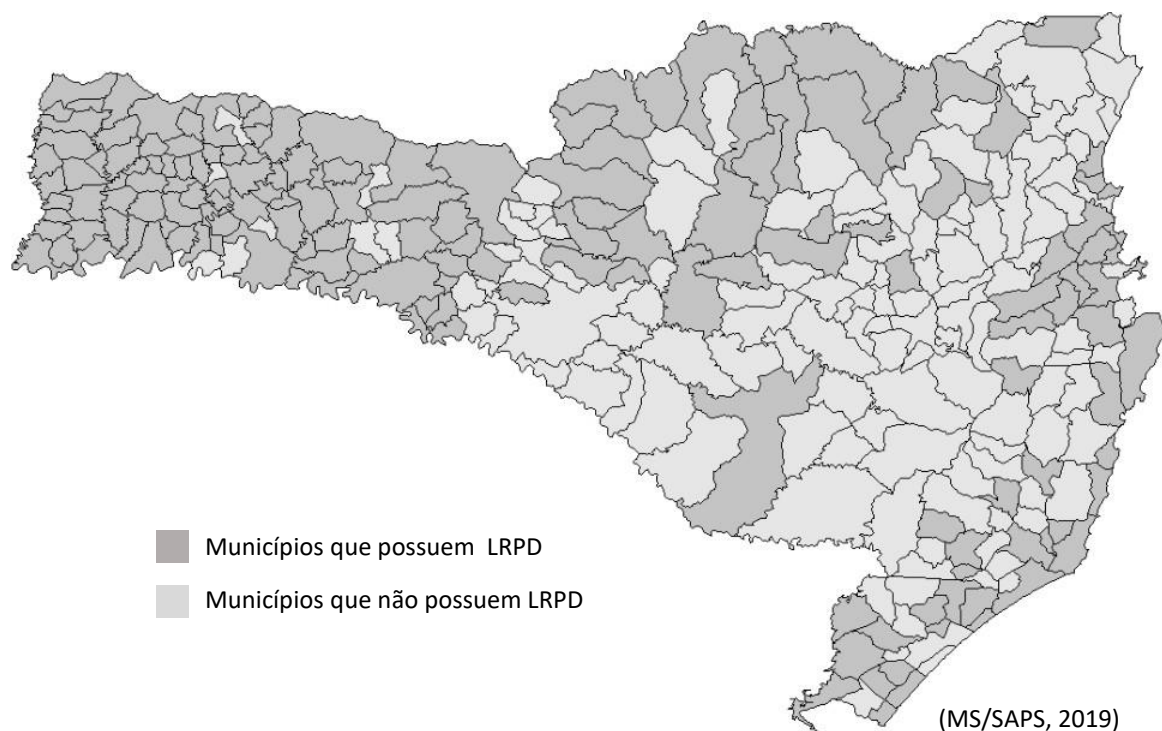 Municípios que possuem LRPD
Municípios que não possuem LRPD
(MS/SAPS, 2019)